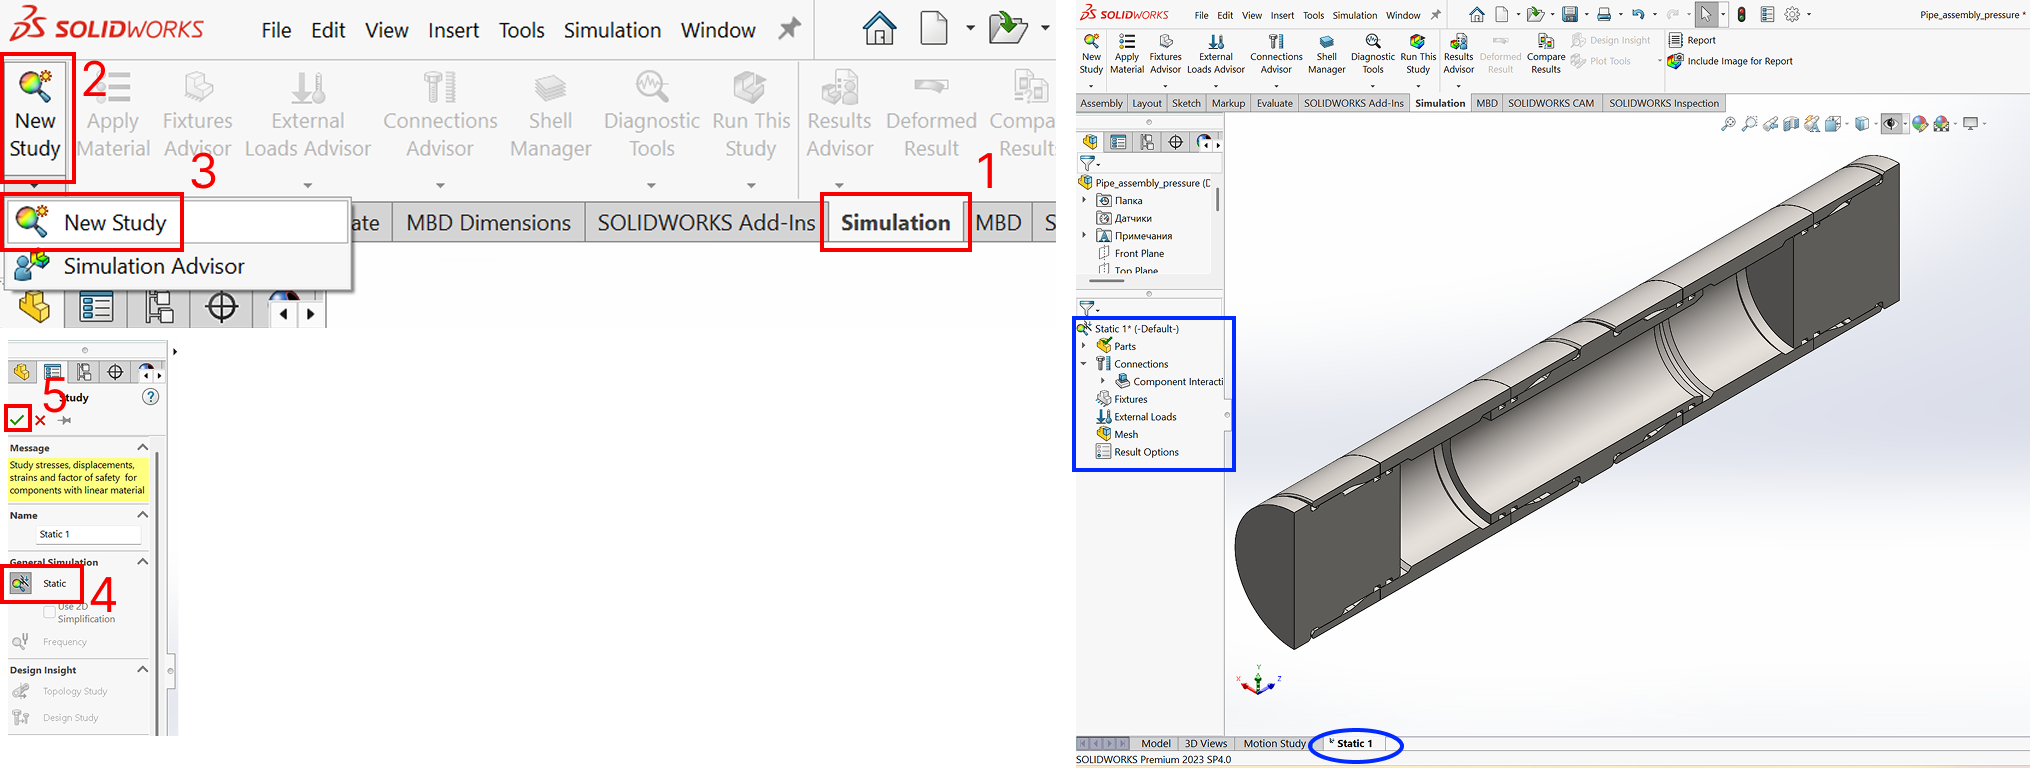 SOLIDWORKS
File Edit View Insert Tools Simulation Window
2
New Study
Apply Material
Fixtures Advisor
External Loads Advisor
Connections Advisor
Shell Manager
Diagnostic Tools
Run This Study
Results Advisor
Deformed Result
3
1
New Study
MBD Dimensions SOLIDWORKS Add-Ins Simulation MBD S
Simulation Advisor
5
Study
Message
Study stresses, displacements,
strains and factor of safety for
components with linear material
Name
Static 1
General Simulation
Static
4
Use 2D
Simplification
Frequency
Design Insight
Topology Study
Design Study
SOLIDWORKS
File Edit View Insert Tools Simulation Window
Pipe_assembly_pressure *
New Study
Apply Material
Fixtures Advisor
External Loads Advisor
Connections Advisor
Shell Manager
Diagnostic Tools
Run This Study
Results Advisor
Deformed Result
Compare Results
Design Insight
Plot Tools
Report
Include Image for Report
Assembly Layout Sketch Markup Evaluate SOLIDWORKS Add-Ins Simulation MBD SOLIDWORKS CAM SOLIDWORKS Inspection
Pipe_assembly_pressure (D
Папка
Датчики
Примечания
Front Plane
Top Plane
Static 1* (-Default-)
Parts
Connections
Component Interacti
Fixtures
External Loads
Mesh
Result Options
Y
X
Z
Model 3D Views Motion Study Static 1
SOLIDWORKS Premium 2023 SP4.0